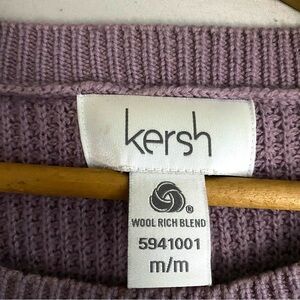 kersh
®
WOOL RICH BLEND
5941001
m/m